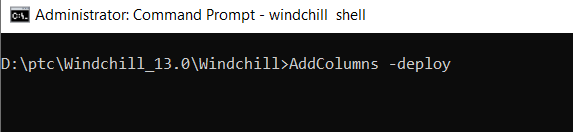 Administrator: Command Prompt - windchill  shell
D:\ptc\Windchill_13.0\Windchill>AddColumns -deploy